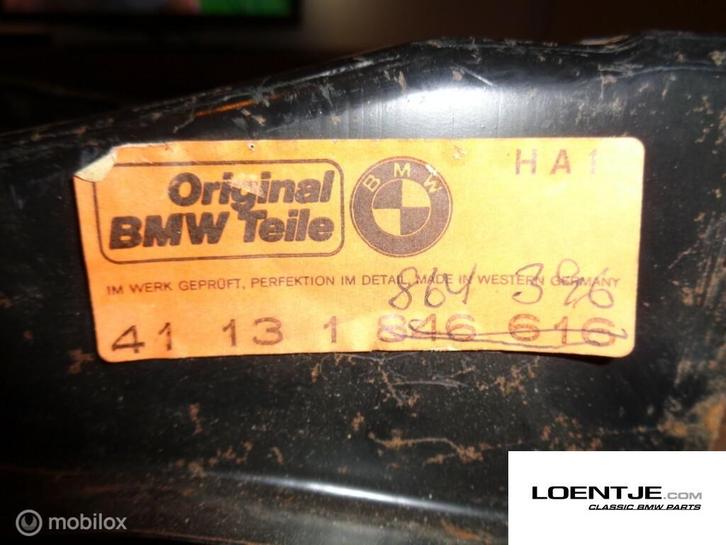 Original
BMW Teile
BMW
HA1
IM WERK GEPRÜFT, PERFEKTION IM DETAIL, MADE IN WESTERN GERMANY
864 396
41 13 1 846 616
LOENTJE.COM
CLASSIC BMW PARTS
mobilox